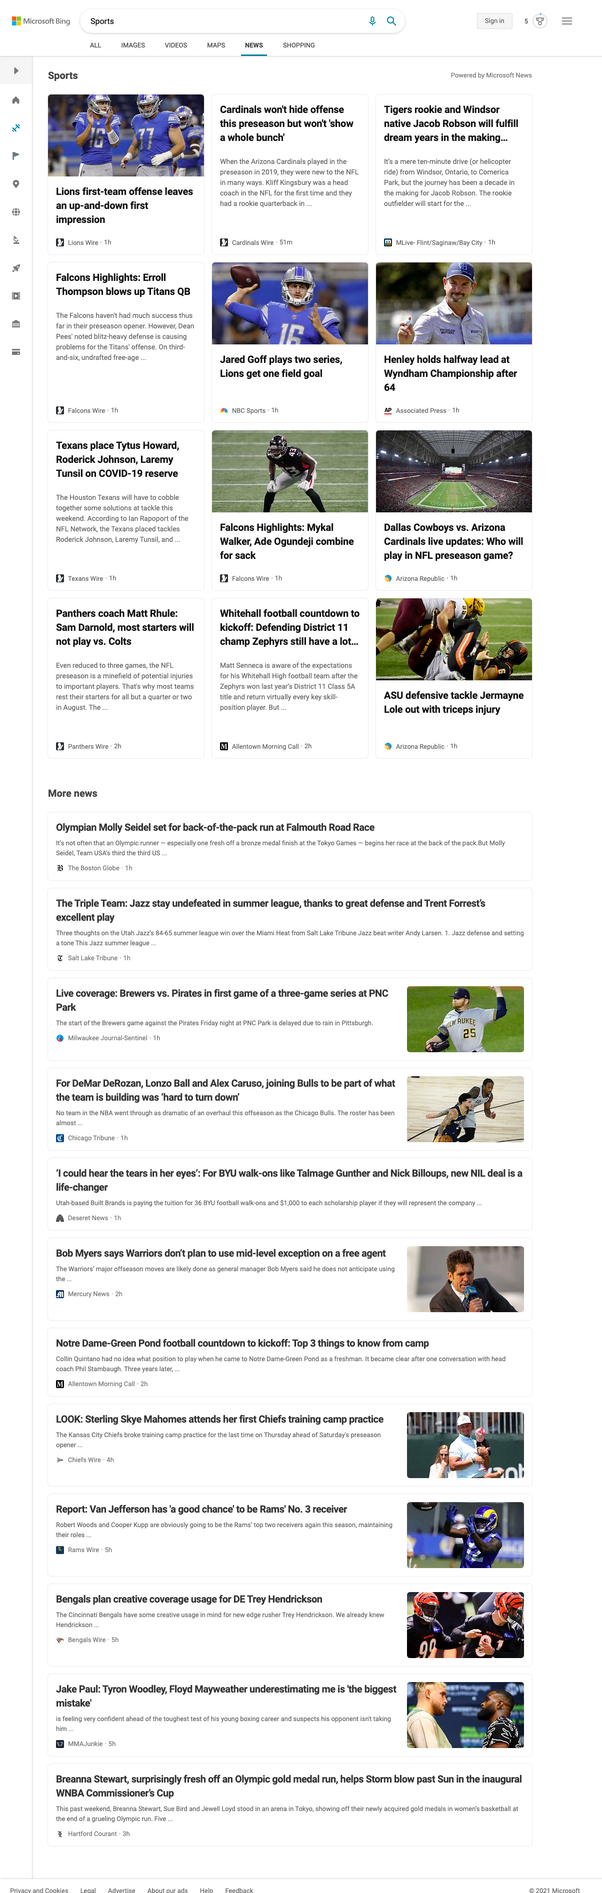 Microsoft Bing
Sports
Sign in
5
ALL IMAGES VIDEOS MAPS NEWS SHOPPING
Sports
Powered by Microsoft News
Lions first-team offense leaves
an up-and-down first
impression
Lions Wire · 1h
Cardinals won't hide offense
this preseason but won't 'show
a whole bunch'
When the Arizona Cardinals played in the
preseason in 2019, they were new to the NFL
in many ways. Kliff Kingsbury was a head
coach in the NFL for the first time and they
had a rookie quarterback in ...
Cardinals Wire · 51m
Tigers rookie and Windsor
native Jacob Robson will fulfill
dream years in the making...
It's a mere ten-minute drive (or helicopter
ride) from Windsor, Ontario, to Comerica
Park, but the journey has been a decade in
the making for Jacob Robson. The rookie
outfielder will start for the ...
MLive- Flint/Saginaw/Bay City · 1h
Falcons Highlights: Erroll
Thompson blows up Titans QB
The Falcons haven't had much success thus
far in their preseason opener. However, Dean
Pees' noted blitz-heavy defense is causing
problems for the Titans' offense. On third-
and-six, undrafted free-age ...
Falcons Wire · 1h
16
Jared Goff plays two series,
Lions get one field goal
NBC Sports · 1h
Henley holds halfway lead at
Wyndham Championship after
64
AP Associated Press · 1h
Texans place Tytus Howard,
Roderick Johnson, Laremy
Tunsil on COVID-19 reserve
The Houston Texans will have to cobble
together some solutions at tackle this
weekend. According to Ian Rapoport of the
NFL Network, the Texans placed tackles
Roderick Johnson, Laremy Tunsil, and ...
Texans Wire · 1h
Falcons Highlights: Mykal
Walker, Ade Ogundeji combine
for sack
Falcons Wire · 1h
Dallas Cowboys vs. Arizona
Cardinals live updates: Who will
play in NFL preseason game?
Arizona Republic · 1h
Panthers coach Matt Rhule:
Sam Darnold, most starters will
not play vs. Colts
Even reduced to three games, the NFL
preseason is a minefield of potential injuries
to important players. That's why most teams
rest their starters for all but a quarter or two
in August. The ...
Panthers Wire · 2h
Whitehall football countdown to
kickoff: Defending District 11
champ Zephyrs still have a lot...
Matt Senneca is aware of the expectations
for his Whitehall High football team after the
Zephyrs won last year's District 11 Class 5A
title and return virtually every key skill-
position player. But ...
Allentown Morning Call · 2h
ASU defensive tackle Jermayne
Lole out with triceps injury
Arizona Republic · 1h
More news
Olympian Molly Seidel set for back-of-the-pack run at Falmouth Road Race
It's not often that an Olympic runner — especially one fresh off a bronze medal finish at the Tokyo Games — begins her race at the back of the pack.But Molly
Seidel, Team USA's third the third US ...
The Boston Globe · 1h
The Triple Team: Jazz stay undefeated in summer league, thanks to great defense and Trent Forrest's
excellent play
Three thoughts on the Utah Jazz's 84-65 summer league win over the Miami Heat from Salt Lake Tribune Jazz beat writer Andy Larsen. 1. Jazz defense and setting
a tone This Jazz summer league ...
Salt Lake Tribune · 1h
Live coverage: Brewers vs. Pirates in first game of a three-game series at PNC
Park
The start of the Brewers game against the Pirates Friday night at PNC Park is delayed due to rain in Pittsburgh.
Milwaukee Journal-Sentinel · 1h
25
For DeMar DeRozan, Lonzo Ball and Alex Caruso, joining Bulls to be part of what
the team is building was 'hard to turn down'
No team in the NBA went through as dramatic of an overhaul this offseason as the Chicago Bulls. The roster has been
almost ...
Chicago Tribune · 1h
'I could hear the tears in her eyes': For BYU walk-ons like Talmage Gunther and Nick Billoups, new NIL deal is a
life-changer
Utah-based Built Brands is paying the tuition for 36 BYU football walk-ons and $1,000 to each scholarship player if they will represent the company ...
Deseret News · 1h
Bob Myers says Warriors don't plan to use mid-level exception on a free agent
The Warriors' major offseason moves are likely done as general manager Bob Myers said he does not anticipate using
the ...
Mercury News · 2h
Notre Dame-Green Pond football countdown to kickoff: Top 3 things to know from camp
Collin Quintano had no idea what position to play when he came to Notre Dame-Green Pond as a freshman. It became clear after one conversation with head
coach Phil Stambaugh. Three years later, ...
Allentown Morning Call · 2h
LOOK: Sterling Skye Mahomes attends her first Chiefs training camp practice
The Kansas City Chiefs broke training camp practice for the last time on Thursday ahead of Saturday's preseason
opener ...
Chiefs Wire · 4h
Report: Van Jefferson has 'a good chance' to be Rams' No. 3 receiver
Robert Woods and Cooper Kupp are obviously going to be the Rams' top two receivers again this season, maintaining
their roles ...
Rams Wire · 5h
Bengals plan creative coverage usage for DE Trey Hendrickson
The Cincinnati Bengals have some creative usage in mind for new edge rusher Trey Hendrickson. We already knew
Hendrickson ...
Bengals Wire · 5h
Jake Paul: Tyron Woodley, Floyd Mayweather underestimating me is 'the biggest
mistake'
is feeling very confident ahead of the toughest test of his young boxing career and suspects his opponent isn't taking
him ...
MMAJunkie · 5h
Breanna Stewart, surprisingly fresh off an Olympic gold medal run, helps Storm blow past Sun in the inaugural
WNBA Commissioner's Cup
This past weekend, Breanna Stewart, Sue Bird and Jewell Loyd stood in an arena in Tokyo, showing off their newly acquired gold medals in women's basketball at
the end of a grueling Olympic run. Five ...
Hartford Courant · 3h
Privacy and Cookies Legal Advertise About our ads Help Feedback
© 2021 Microsoft